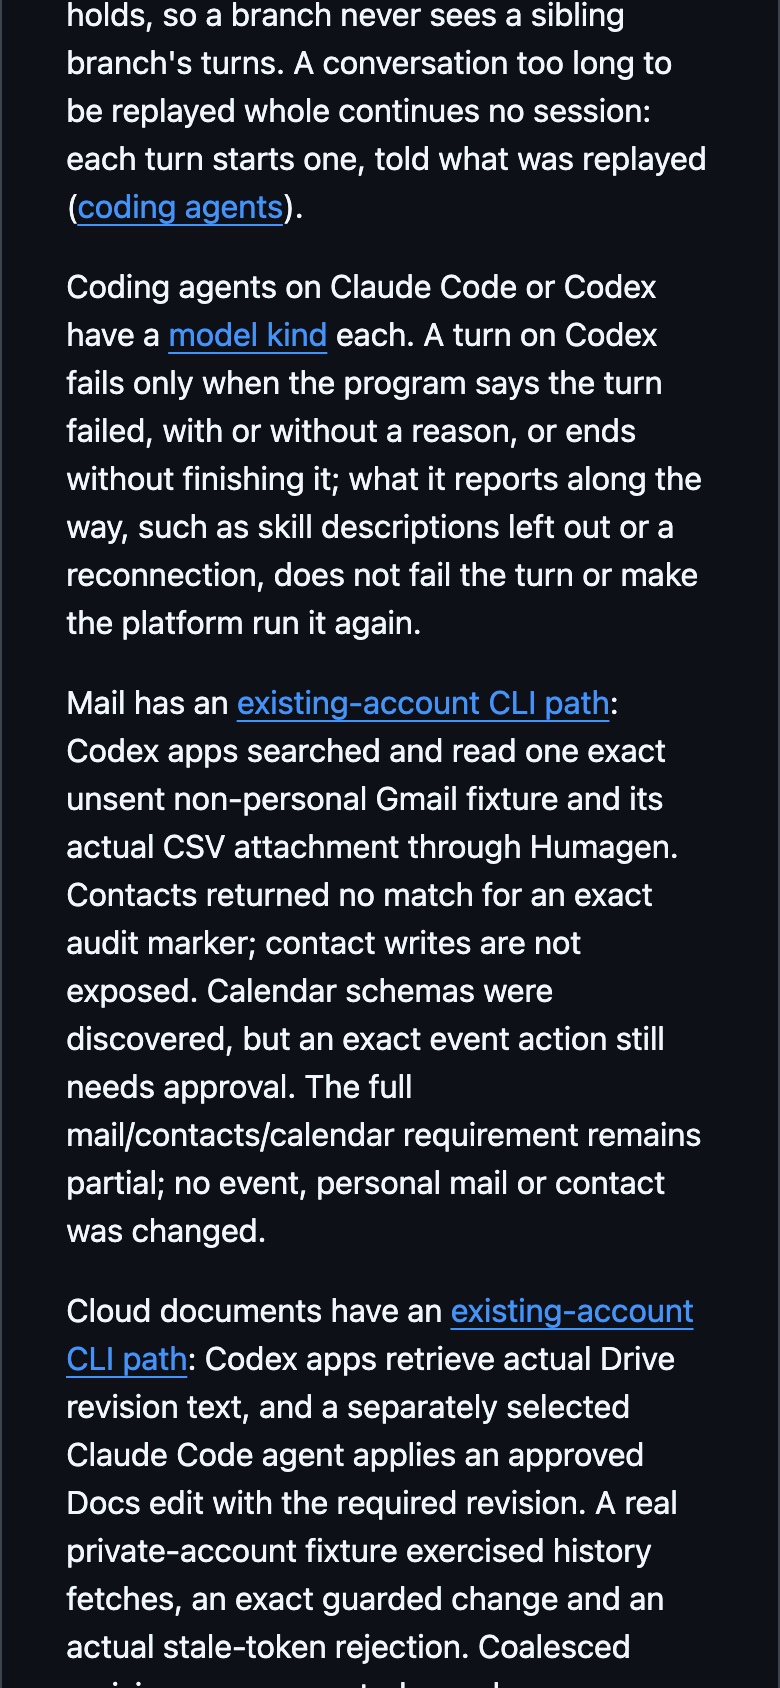 holds, so a branch never sees a sibling
branch's turns. A conversation too long to
be replayed whole continues no session:
each turn starts one, told what was replayed
(coding agents).
Coding agents on Claude Code or Codex
have a model kind each. A turn on Codex
fails only when the program says the turn
failed, with or without a reason, or ends
without finishing it; what it reports along the
way, such as skill descriptions left out or a
reconnection, does not fail the turn or make
the platform run it again.
Mail has an existing-account CLI path:
Codex apps searched and read one exact
unsent non-personal Gmail fixture and its
actual CSV attachment through Humagen.
Contacts returned no match for an exact
audit marker; contact writes are not
exposed. Calendar schemas were
discovered, but an exact event action still
needs approval. The full
mail/contacts/calendar requirement remains
partial; no event, personal mail or contact
was changed.
Cloud documents have an existing-account
CLI path: Codex apps retrieve actual Drive
revision text, and a separately selected
Claude Code agent applies an approved
Docs edit with the required revision. A real
private-account fixture exercised history
fetches, an exact guarded change and an
actual stale-token rejection. Coalesced